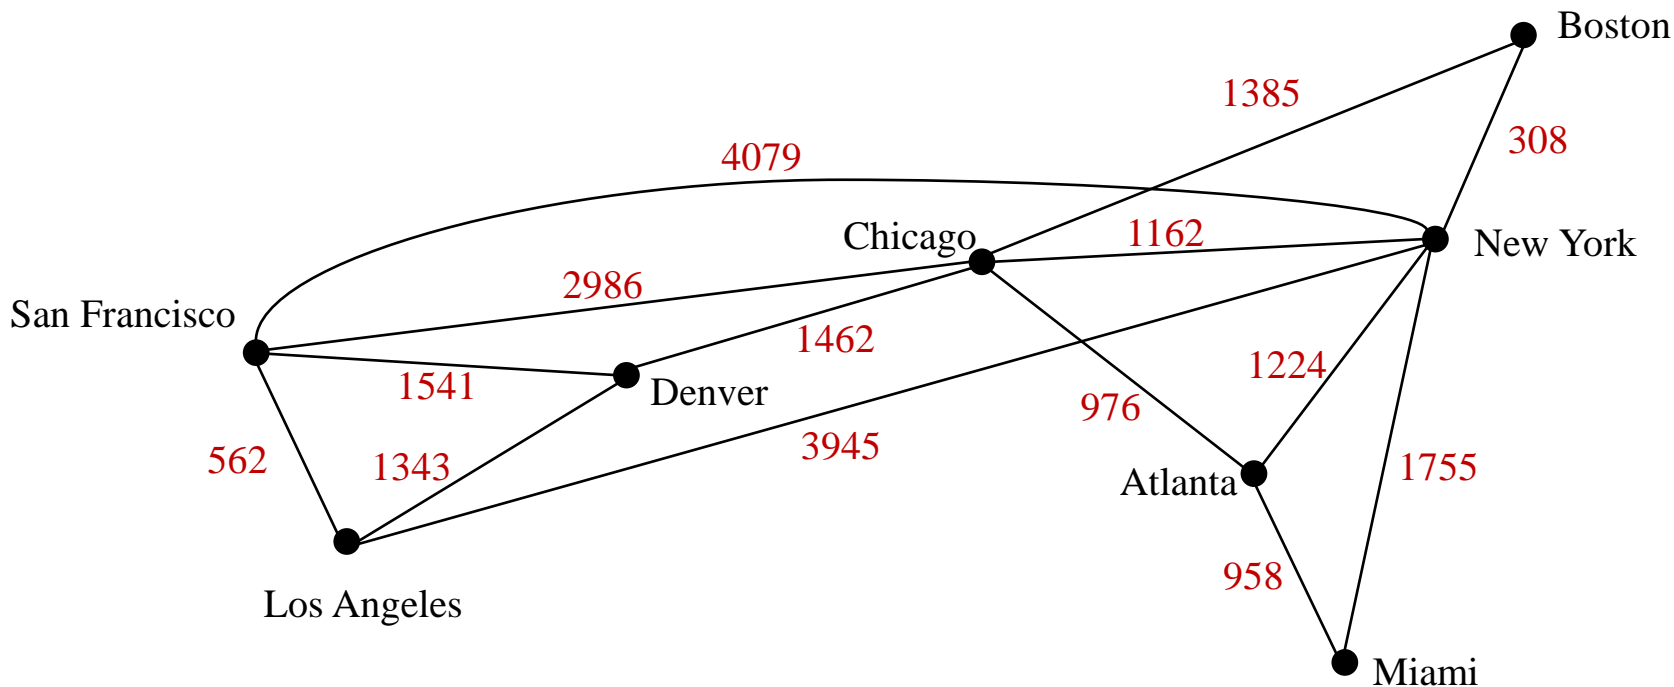 Boston
1385
308
4079
Chicago
1162
New York
2986
San Francisco
1462
1541
Denver
1224
976
3945
562
1343
1755
Atlanta
958
Los Angeles
Miami